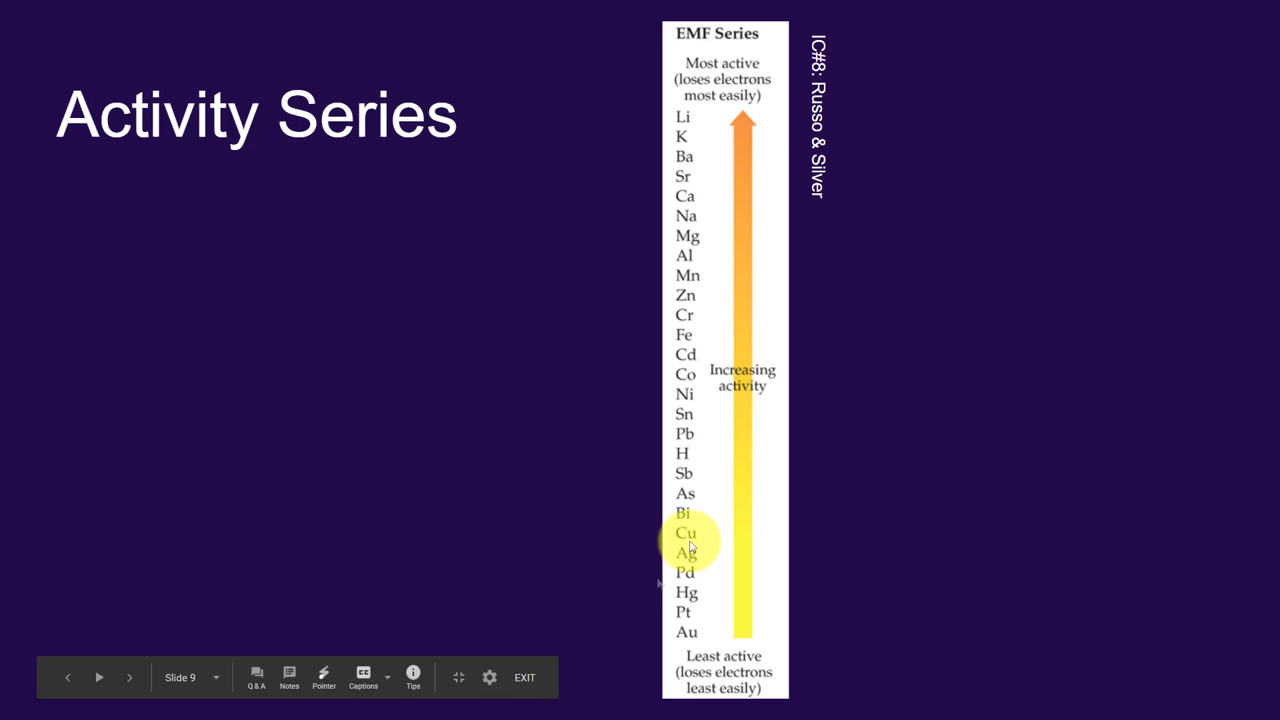 Activity Series
EMF Series
Most active
(loses electrons
most easily)
Li
K
Ba
Sr
Ca
Na
Mg
Al
Mn
Zn
Cr
Fe
Cd
Co
Ni
Sn
Pb
H
Sb
As
Bi
Cu
Ag
Pd
Hg
Pt
Au
Increasing
activity
Least active
(loses electrons
least easily)
IC#8: Russo & Silver
Slide 9
Q & A
Notes
Pointer
CC
Captions
Tips
EXIT